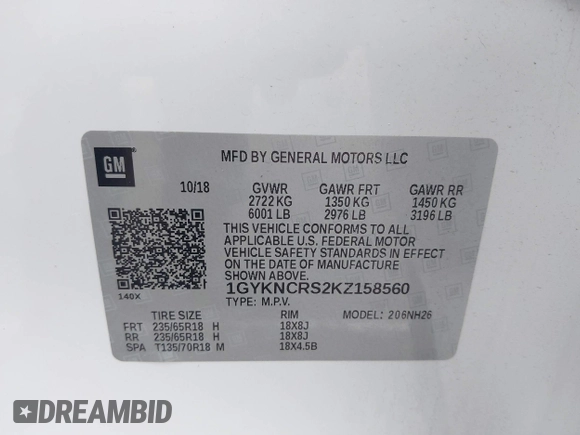 GM
MFD BY GENERAL MOTORS LLC
10/18 GVWR GAWR FRT GAWR RR
2722 KG 1350 KG 1450 KG
6001 LB 2976 LB 3196 LB
THIS VEHICLE CONFORMS TO ALL
APPLICABLE U.S. FEDERAL MOTOR
VEHICLE SAFETY STANDARDS IN EFFECT
ON THE DATE OF MANUFACTURE
SHOWN ABOVE.
140X
1GYKNCRS2KZ158560
TYPE: M.P.V. MODEL: 206NH26
TIRE SIZE RIM
FRT 235/65R18 H 18X8J
RR 235/65R18 H 18X8J
SPA T135/70R18 M 18X4.5B
DREAMBID